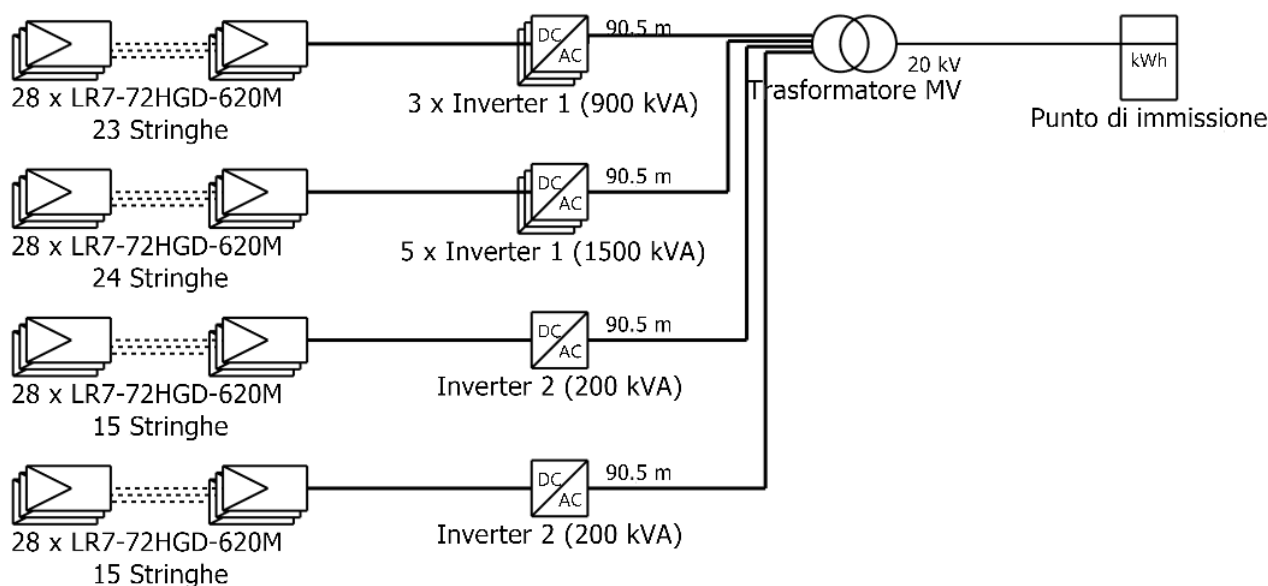 DC
AC
90.5 m
20 kV
kWh
28 x LR7-72HGD-620M
23 Stringhe
3 x Inverter 1 (900 kVA)
Trasformatore MV
Punto di immissione
DC
AC
90.5 m
28 x LR7-72HGD-620M
24 Stringhe
5 x Inverter 1 (1500 kVA)
DC
AC
90.5 m
28 x LR7-72HGD-620M
15 Stringhe
Inverter 2 (200 kVA)
DC
AC
90.5 m
28 x LR7-72HGD-620M
15 Stringhe
Inverter 2 (200 kVA)